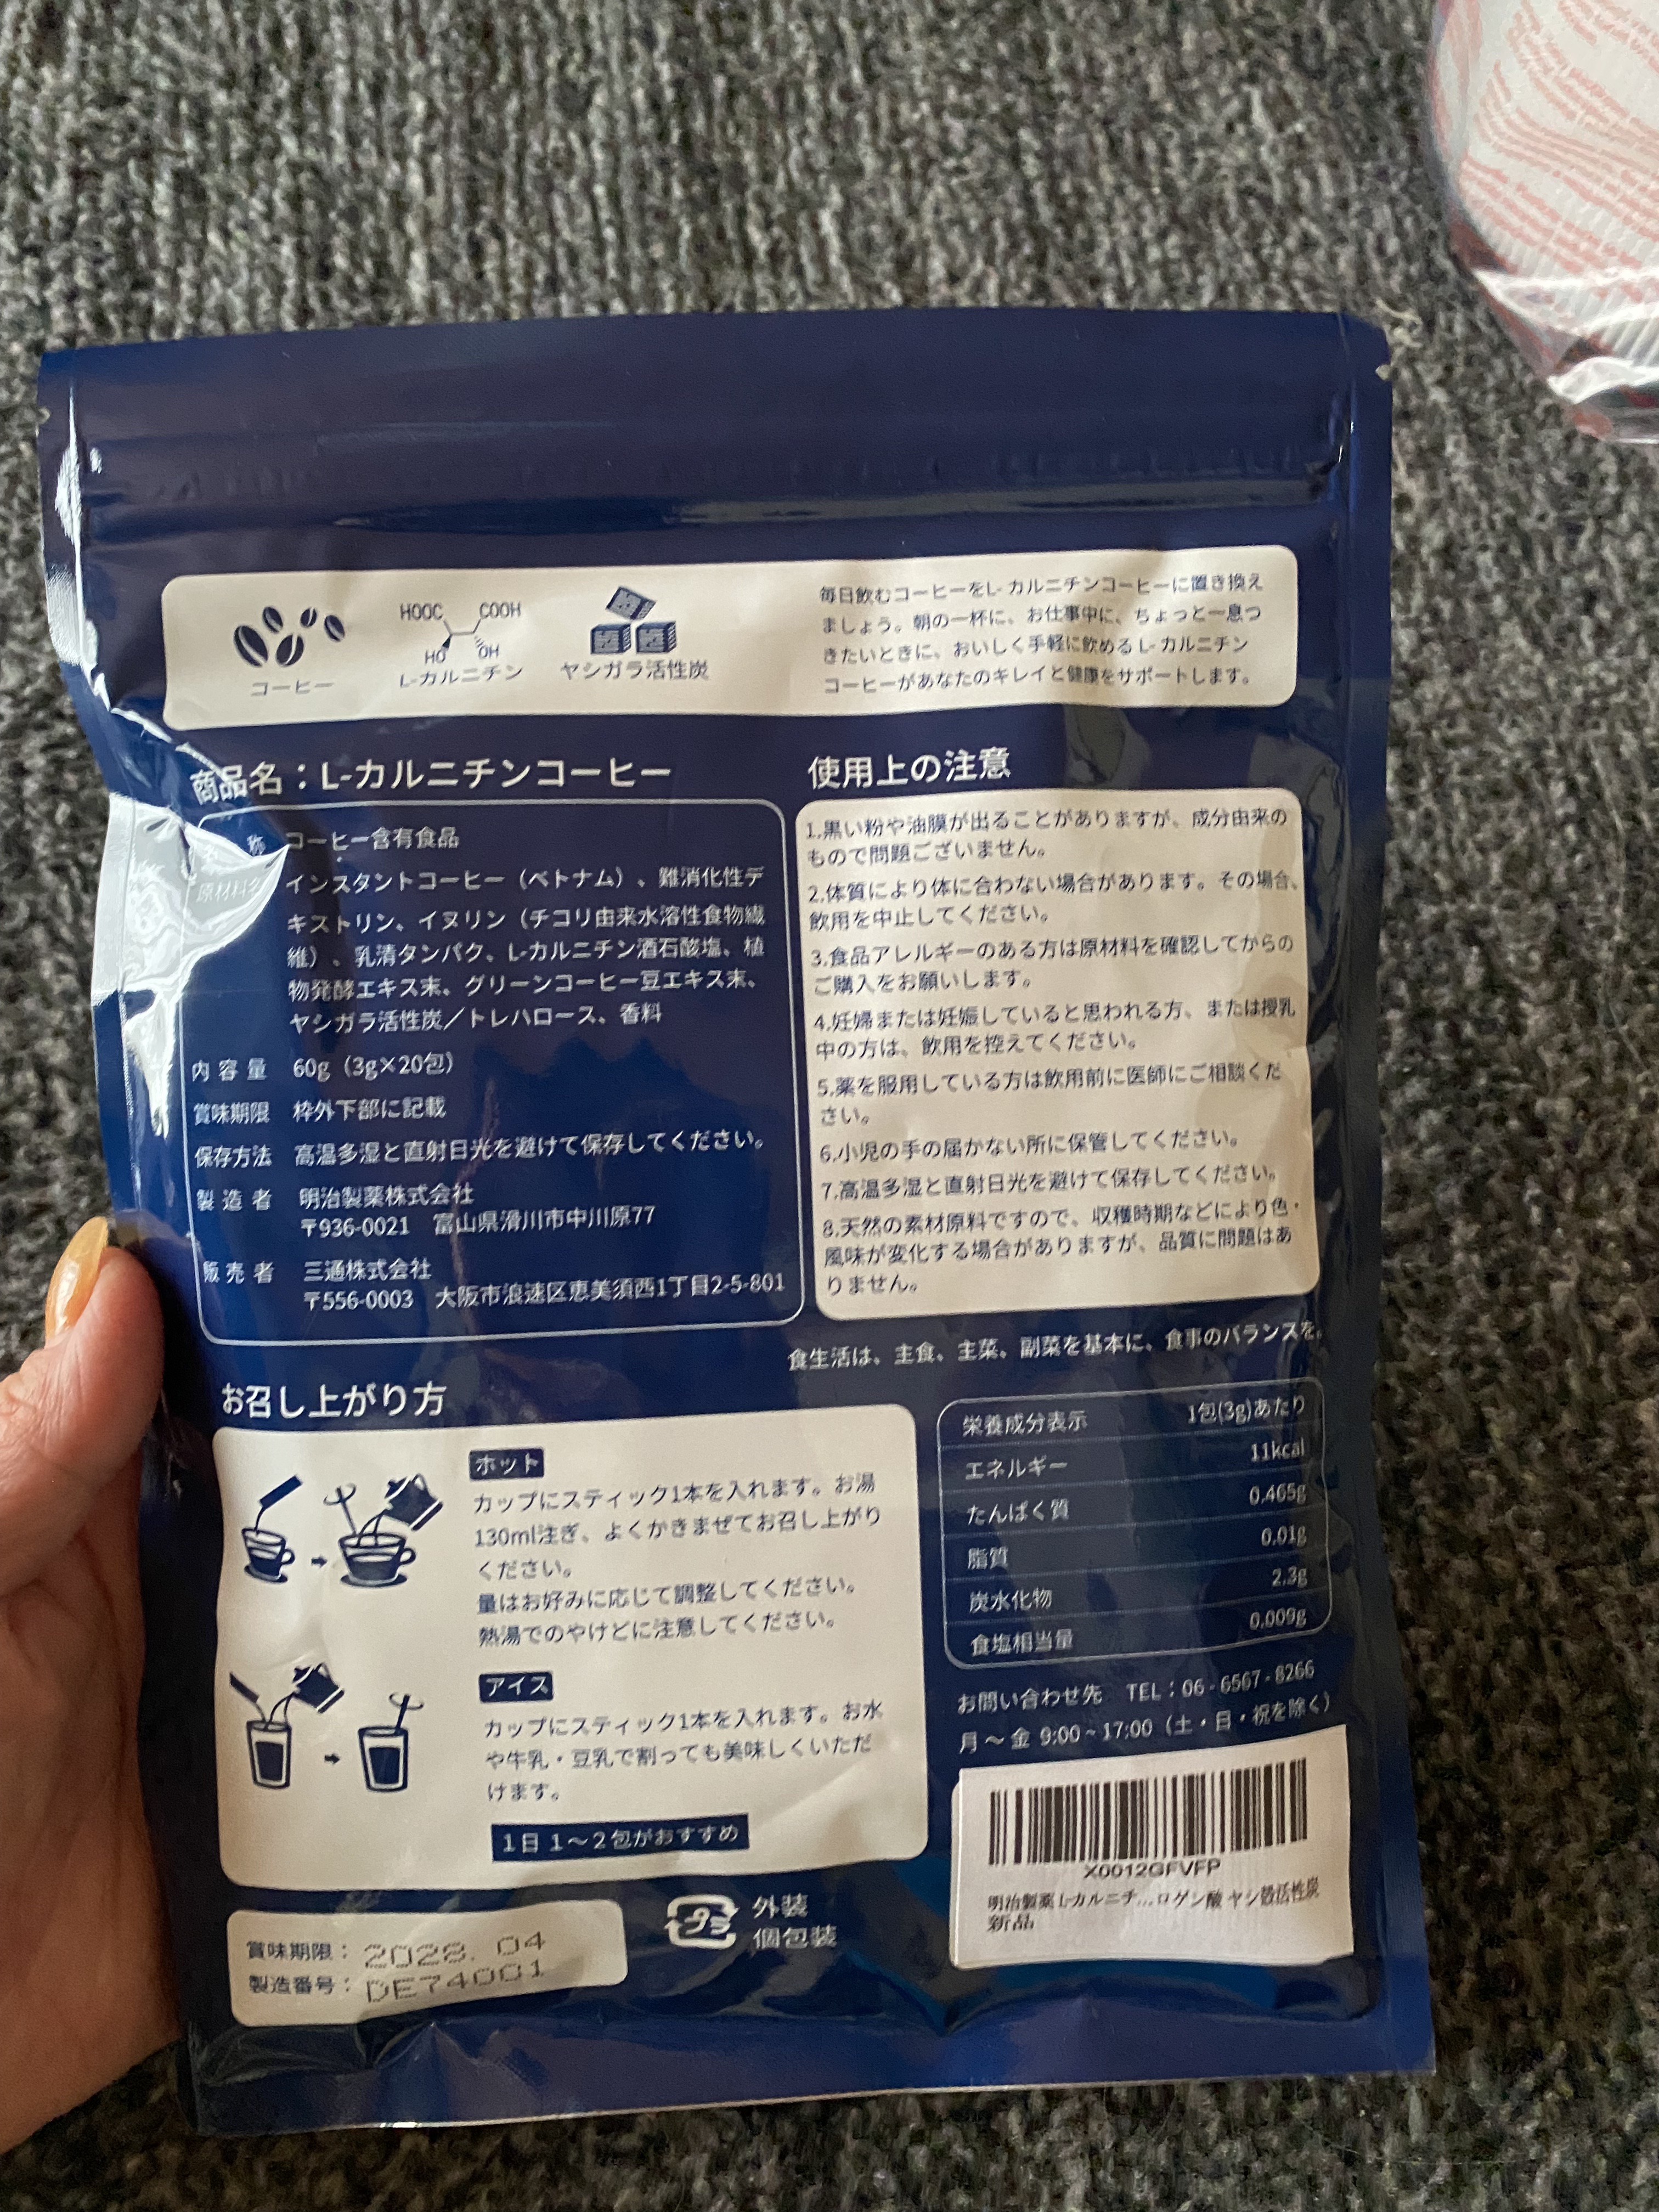 HOOC COOH
HO OH
コーヒー
L-カルニチン
ヤシガラ活性炭
毎日飲むコーヒーをL-カルニチンコーヒーに置き換え
ましょう。朝の一杯に、お仕事中に、ちょっと一息つ
きたいときに、おいしく手軽に飲めるL-カルニチン
コーヒーがあなたのキレイと健康をサポートします。
商品名：L-カルニチンコーヒー
称 コーヒー含有食品
原材料名 インスタントコーヒー（ベトナム）、難消化性デ
キストリン、イヌリン（チコリ由来水溶性食物繊
維）、乳清タンパク、L-カルニチン酒石酸塩、植
物発酵エキス末、グリーンコーヒー豆エキス末、
ヤシガラ活性炭／トレハロース、香料
内容量 60g（3g×20包）
賞味期限 枠外下部に記載
保存方法 高温多湿と直射日光を避けて保存してください。
製造者 明治製薬株式会社
〒936-0021 富山県滑川市中川原77
販売者 三通株式会社
〒556-0003 大阪市浪速区恵美須西1丁目2-5-801
使用上の注意
1.黒い粉や油膜が出ることがありますが、成分由来の
もので問題ございません。
2.体質により体に合わない場合があります。その場合、
飲用を中止してください。
3.食品アレルギーのある方は原材料を確認してからの
ご購入をお願いします。
4.妊婦または妊娠していると思われる方、または授乳
中の方は、飲用を控えてください。
5.薬を服用している方は飲用前に医師にご相談くだ
さい。
6.小児の手の届かない所に保管してください。
7.高温多湿と直射日光を避けて保存してください。
8.天然の素材原料ですので、収穫時期などにより色・
風味が変化する場合がありますが、品質に問題はあ
りません。
食生活は、主食、主菜、副菜を基本に、食事のバランスを。
お召し上がり方
ホット
カップにスティック1本を入れます。お湯
130ml注ぎ、よくかきまぜてお召し上がり
ください。
量はお好みに応じて調整してください。
熱湯でのやけどに注意してください。
アイス
カップにスティック1本を入れます。お水
や牛乳・豆乳で割っても美味しくいただ
けます。
1日 1～2包がおすすめ
栄養成分表示 1包(3g)あたり
エネルギー 11kcal
たんぱく質 0.465g
脂質 0.01g
炭水化物 2.3g
食塩相当量 0.009g
お問い合わせ先 TEL：06-6567-8266
月～金 9:00～17:00（土・日・祝を除く）
X0012GFVFP
明治製薬 L-カルニチ...ロゲン酸 ヤシ殻活性炭
新品
賞味期限：2028.04
製造番号：DE74001
プラ
外装
個包装